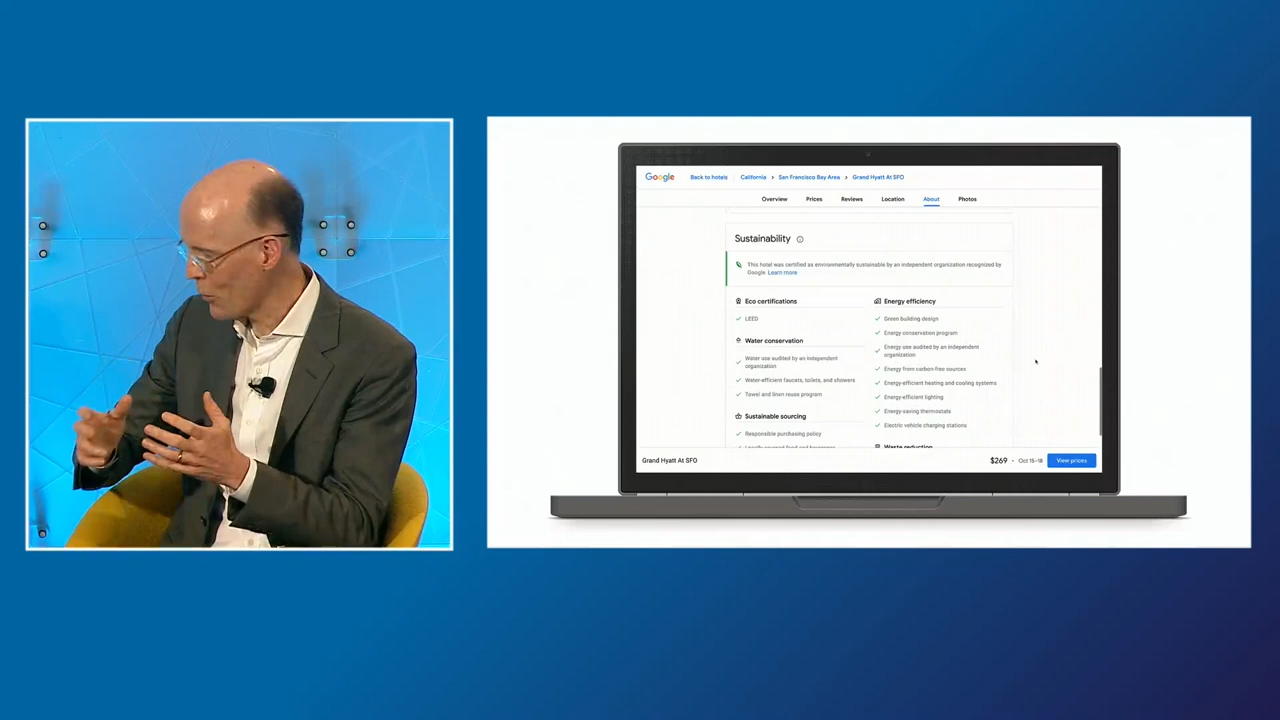 Google
Back to hotels
California > San Francisco Bay Area > Grand Hyatt At SFO
Overview
Prices
Reviews
Location
About
Photos
Sustainability
This hotel was certified as environmentally sustainable by an independent organization recognized by
Google Learn more
Eco certifications
LEED
Water conservation
Water use audited by an independent
organization
Water-efficient faucets, toilets, and showers
Towel and linen reuse program
Sustainable sourcing
Responsible purchasing policy
Energy efficiency
Green building design
Energy conservation program
Energy use audited by an independent
organization
Energy from carbon-free sources
Energy-efficient heating and cooling systems
Energy-efficient lighting
Energy-saving thermostats
Electric vehicle charging stations
Waste reduction
Grand Hyatt At SFO
$269 • Oct 15–18
View prices